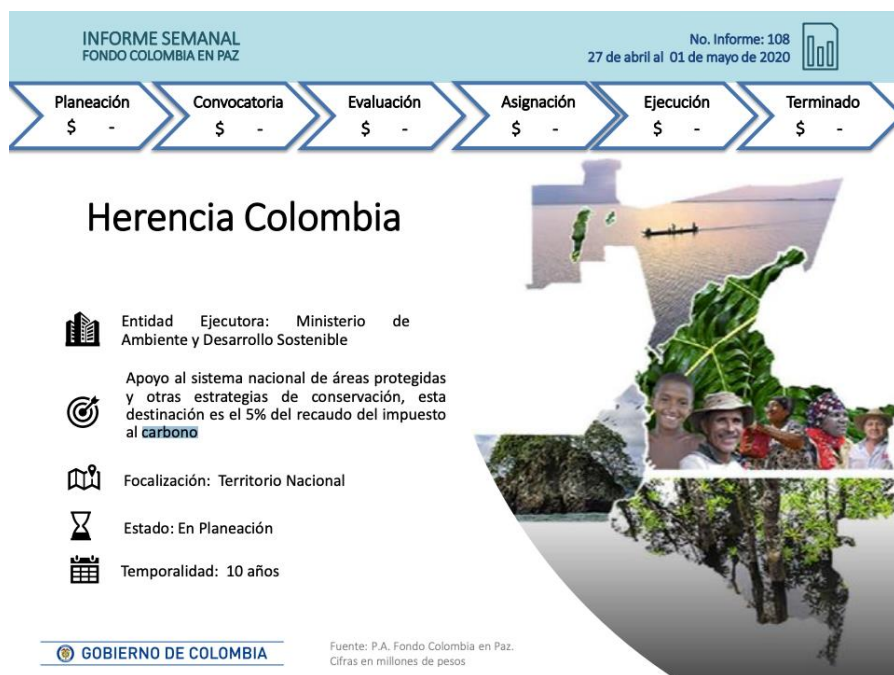 INFORME SEMANAL
FONDO COLOMBIA EN PAZ
No. Informe: 108
27 de abril al 01 de mayo de 2020
Planeación
$ -
Convocatoria
$ -
Evaluación
$ -
Asignación
$ -
Ejecución
$ -
Terminado
$ -
Herencia Colombia
Entidad Ejecutora: Ministerio de
Ambiente y Desarrollo Sostenible
Apoyo al sistema nacional de áreas protegidas
y otras estrategias de conservación, esta
destinación es el 5% del recaudo del impuesto
al carbono
Focalización: Territorio Nacional
Estado: En Planeación
Temporalidad: 10 años
GOBIERNO DE COLOMBIA
Fuente: P.A. Fondo Colombia en Paz.
Cifras en millones de pesos